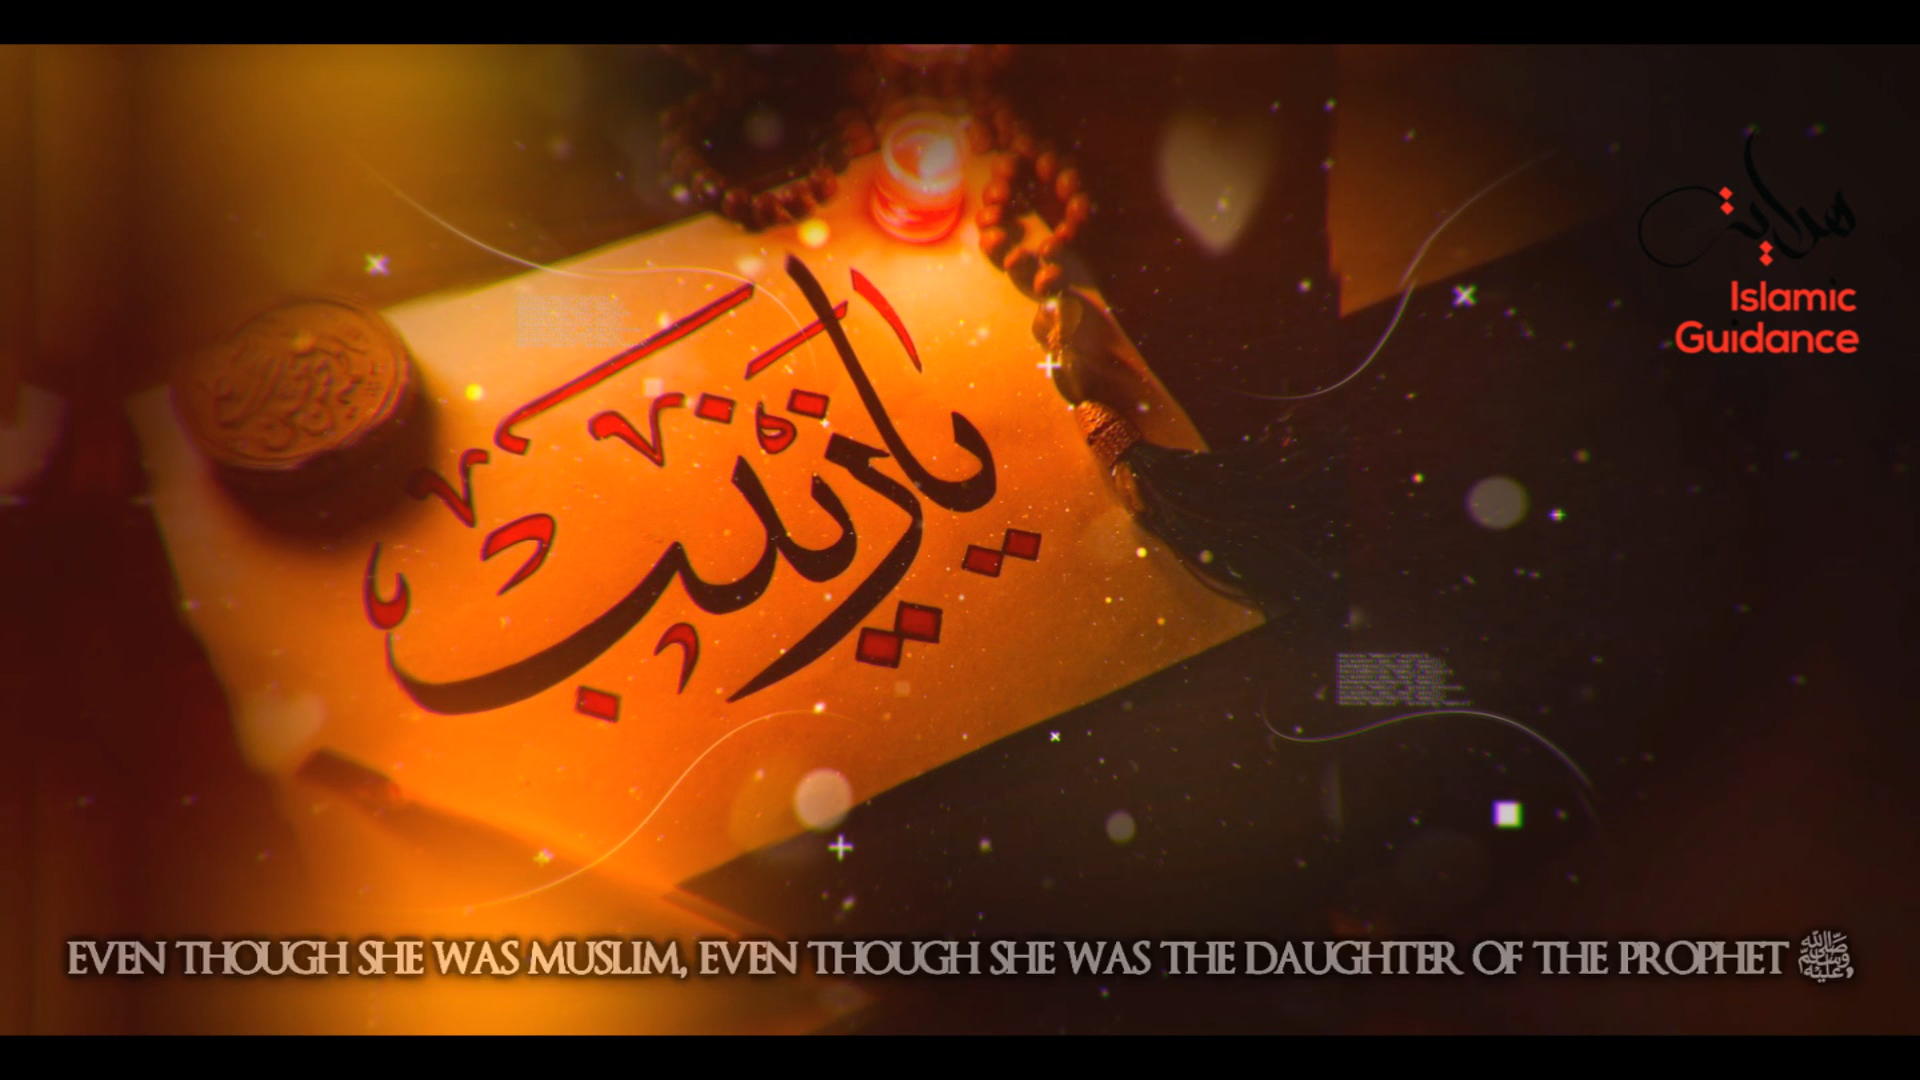 يا زينب
هداية
Islamic
Guidance
EVEN THOUGH SHE WAS MUSLIM, EVEN THOUGH SHE WAS THE DAUGHTER OF THE PROPHET ﷺ,